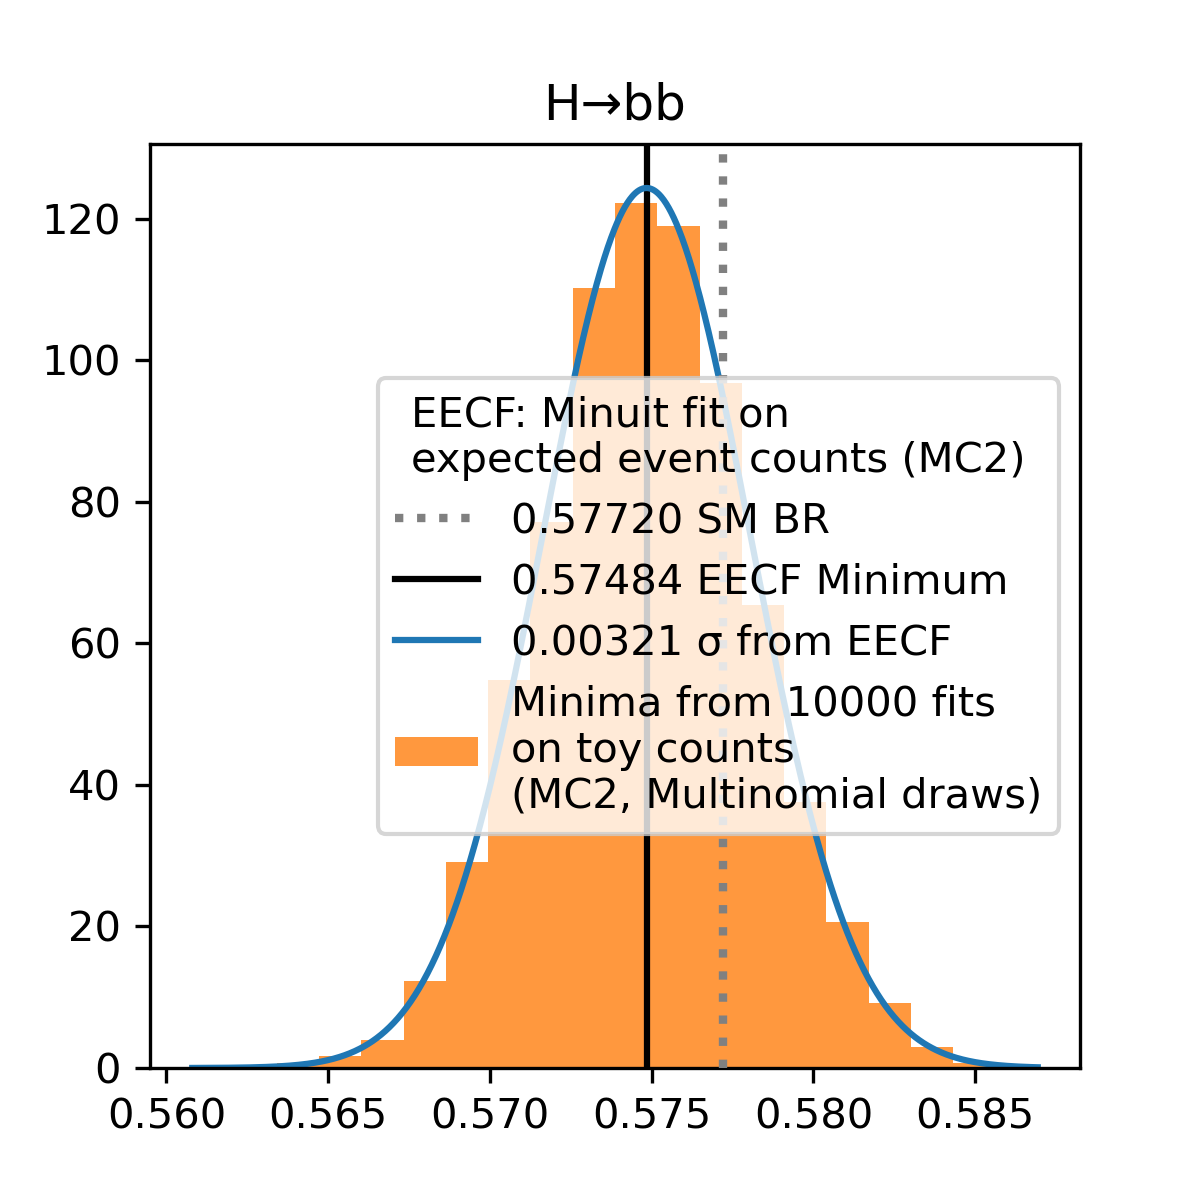 H→bb
120
100
80
60
40
20
0
EECF: Minuit fit on
expected event counts (MC2)
0.57720 SM BR
0.57484 EECF Minimum
0.00321 σ from EECF
Minima from 10000 fits
on toy counts
(MC2, Multinomial draws)
0.560 0.565 0.570 0.575 0.580 0.585